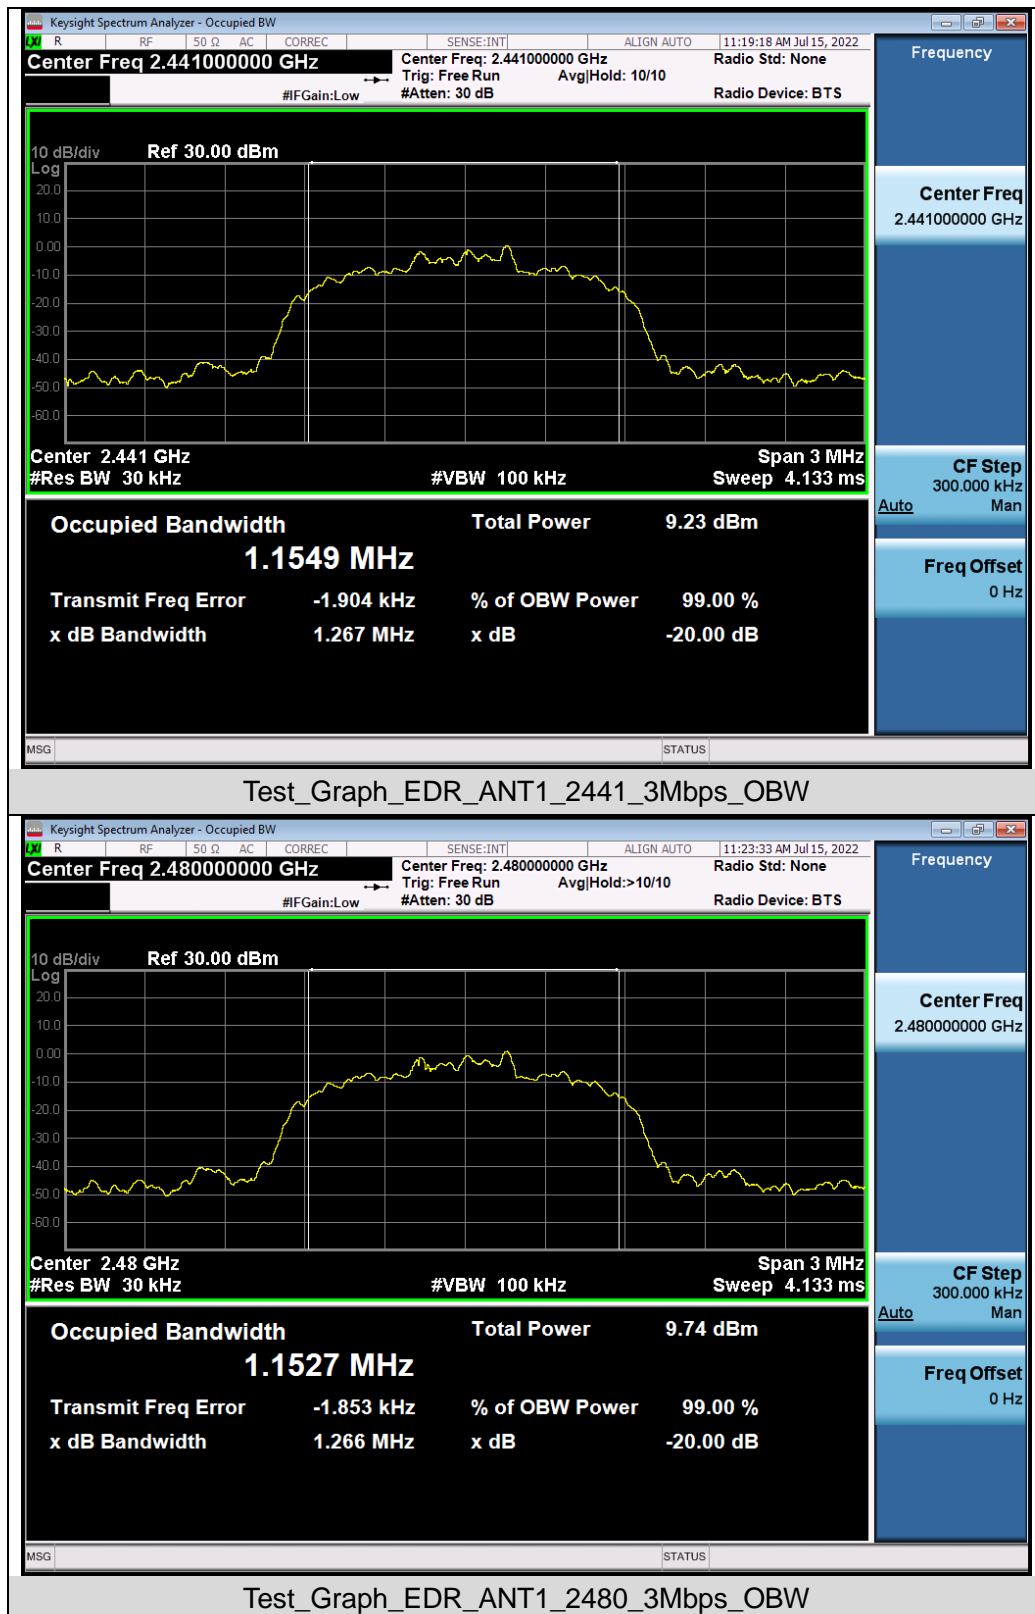 Keysight Spectrum Analyzer - Occupied BW
LXI R RF 50 Ω AC CORREC SENSE:INT ALIGN AUTO 11:19:18 AM Jul 15, 2022
Center Freq 2.441000000 GHz Center Freq: 2.441000000 GHz Radio Std: None
Trig: Free Run Avg|Hold: 10/10
#IFGain:Low #Atten: 30 dB Radio Device: BTS
Frequency
10 dB/div Ref 30.00 dBm
Log
20.0
10.0
0.00
-10.0
-20.0
-30.0
-40.0
-50.0
-60.0
Center 2.441 GHz Span 3 MHz
#Res BW 30 kHz #VBW 100 kHz Sweep 4.133 ms
Center Freq
2.441000000 GHz
CF Step
300.000 kHz
Auto Man
Freq Offset
0 Hz
Occupied Bandwidth Total Power 9.23 dBm
1.1549 MHz
Transmit Freq Error -1.904 kHz % of OBW Power 99.00 %
x dB Bandwidth 1.267 MHz x dB -20.00 dB
MSG STATUS
Test_Graph_EDR_ANT1_2441_3Mbps_OBW
Keysight Spectrum Analyzer - Occupied BW
LXI R RF 50 Ω AC CORREC SENSE:INT ALIGN AUTO 11:23:33 AM Jul 15, 2022
Center Freq 2.480000000 GHz Center Freq: 2.480000000 GHz Radio Std: None
Trig: Free Run Avg|Hold:>10/10
#IFGain:Low #Atten: 30 dB Radio Device: BTS
Frequency
10 dB/div Ref 30.00 dBm
Log
20.0
10.0
0.00
-10.0
-20.0
-30.0
-40.0
-50.0
-60.0
Center 2.48 GHz Span 3 MHz
#Res BW 30 kHz #VBW 100 kHz Sweep 4.133 ms
Center Freq
2.480000000 GHz
CF Step
300.000 kHz
Auto Man
Freq Offset
0 Hz
Occupied Bandwidth Total Power 9.74 dBm
1.1527 MHz
Transmit Freq Error -1.853 kHz % of OBW Power 99.00 %
x dB Bandwidth 1.266 MHz x dB -20.00 dB
MSG STATUS
Test_Graph_EDR_ANT1_2480_3Mbps_OBW